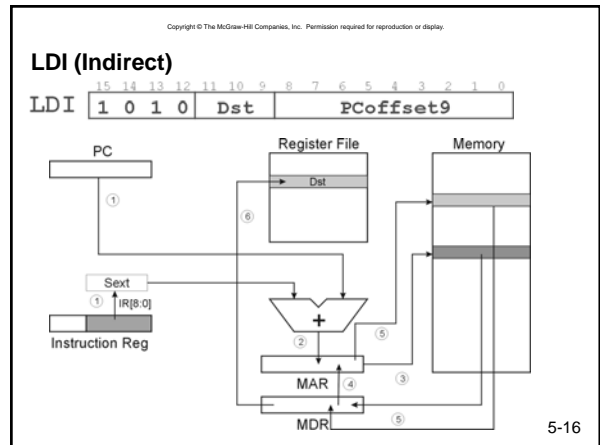 Copyright © The McGraw-Hill Companies, Inc. Permission required for reproduction or display.
LDI (Indirect)
15 14 13 12 11 10 9 8 7 6 5 4 3 2 1 0
LDI 1 0 1 0 Dst PCoffset9
PC
Register File
Memory
Dst
1
6
Sext
1
IR[8:0]
+
5
Instruction Reg
2
3
MAR
4
MDR
5
5-16